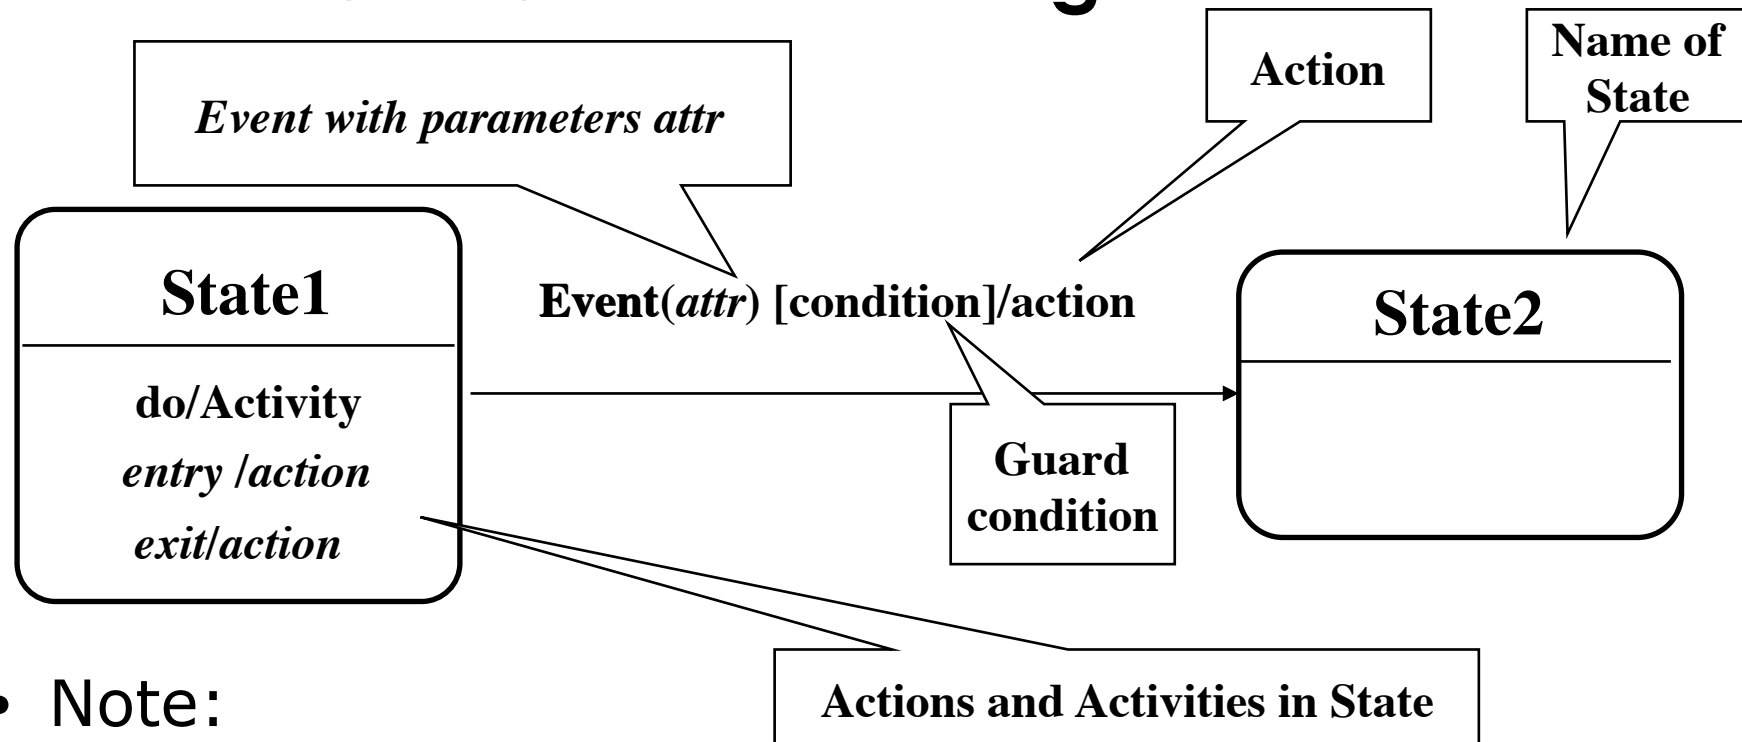 Action
Name of
State
Event with parameters attr
State1
Event(attr) [condition]/action
State2
do/Activity
entry /action
exit/action
Guard
condition
• Note:
Actions and Activities in State